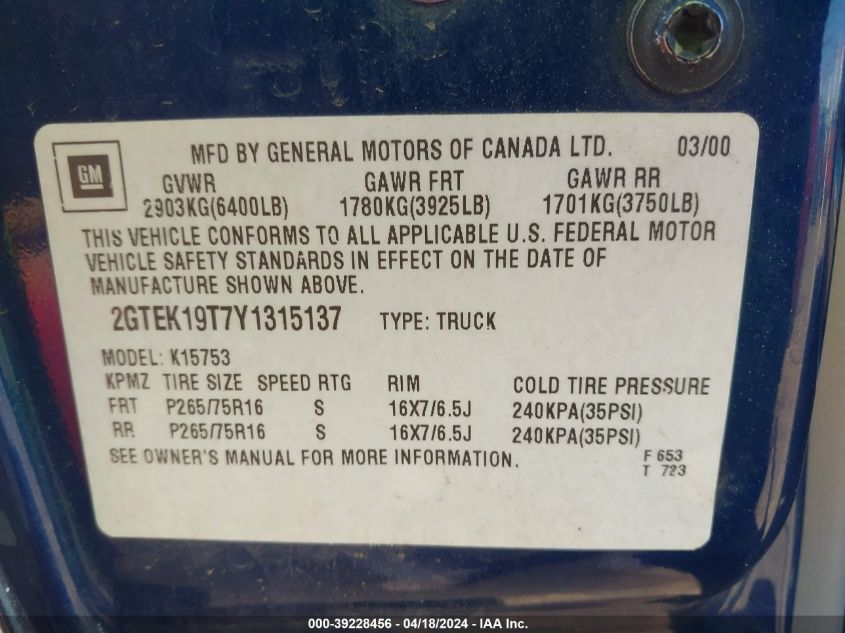 GM
MFD BY GENERAL MOTORS OF CANADA LTD. 03/00
GVWR GAWR FRT GAWR RR
2903KG(6400LB) 1780KG(3925LB) 1701KG(3750LB)
THIS VEHICLE CONFORMS TO ALL APPLICABLE U.S. FEDERAL MOTOR
VEHICLE SAFETY STANDARDS IN EFFECT ON THE DATE OF
MANUFACTURE SHOWN ABOVE.
2GTEK19T7Y1315137 TYPE: TRUCK
MODEL: K15753
KPMZ TIRE SIZE SPEED RTG RIM COLD TIRE PRESSURE
FRT P265/75R16 S 16X7/6.5J 240KPA(35PSI)
RR P265/75R16 S 16X7/6.5J 240KPA(35PSI)
SEE OWNER'S MANUAL FOR MORE INFORMATION. F 653
T 723
000-39228456 - 04/18/2024 - IAA, Inc.